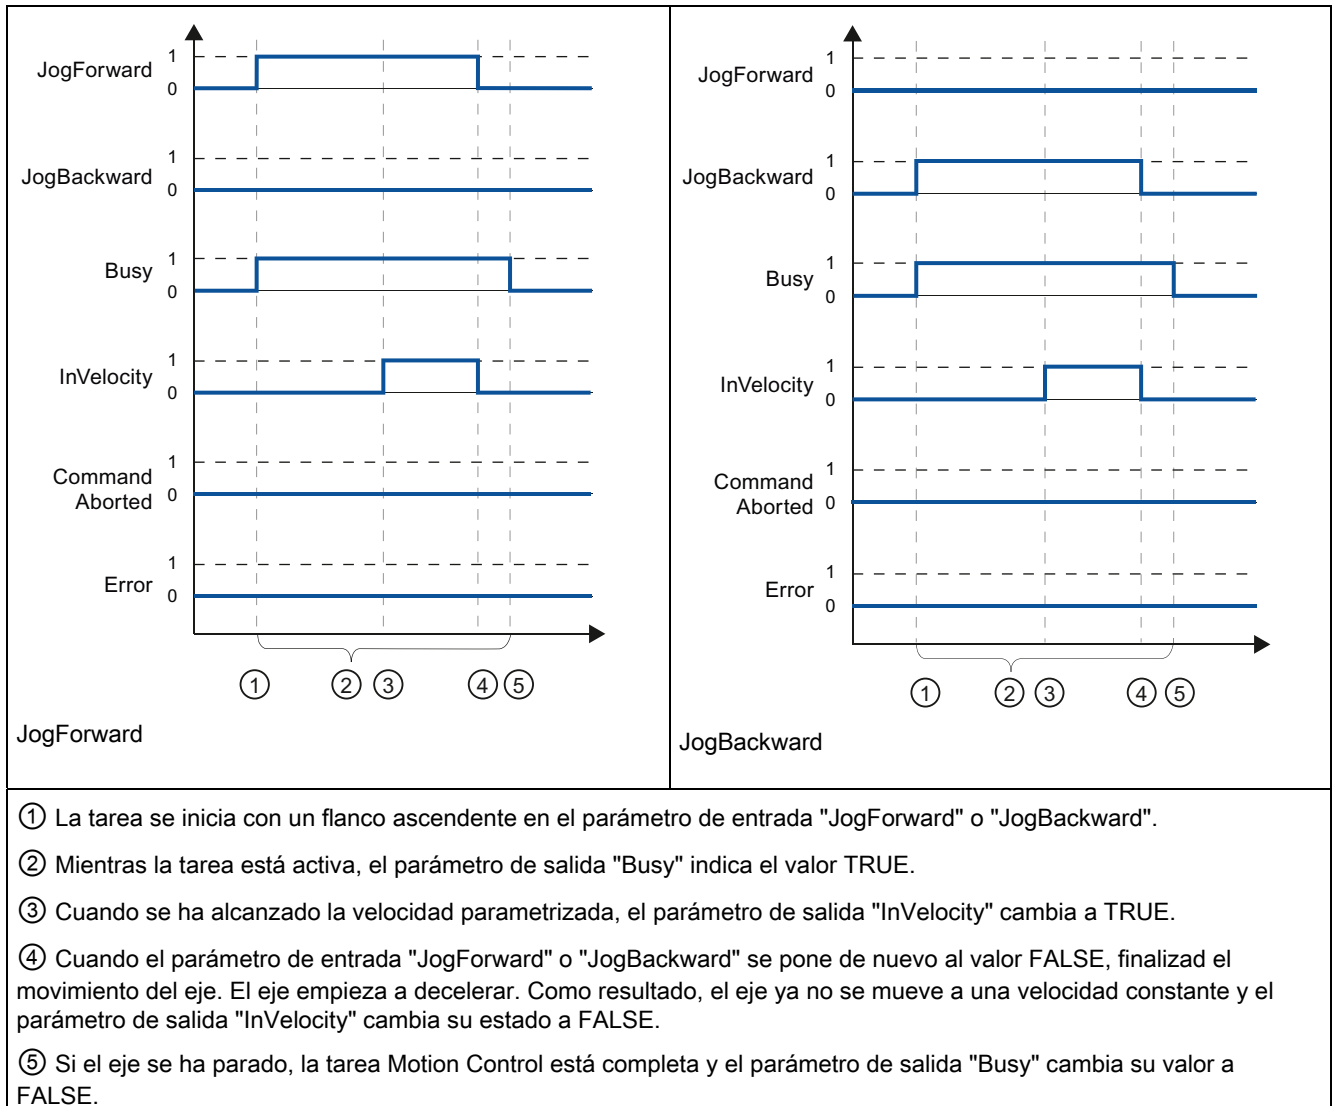 JogForward 1
0
JogBackward 1
0
Busy 1
0
InVelocity 1
0
Command
Aborted 1
0
Error 1
0
① ② ③ ④ ⑤
JogForward
JogForward 1
0
JogBackward 1
0
Busy 1
0
InVelocity 1
0
Command
Aborted 1
0
Error 1
0
① ② ③ ④ ⑤
JogBackward
① La tarea se inicia con un flanco ascendente en el parámetro de entrada "JogForward" o "JogBackward".
② Mientras la tarea está activa, el parámetro de salida "Busy" indica el valor TRUE.
③ Cuando se ha alcanzado la velocidad parametrizada, el parámetro de salida "InVelocity" cambia a TRUE.
④ Cuando el parámetro de entrada "JogForward" o "JogBackward" se pone de nuevo al valor FALSE, finalizad el
movimiento del eje. El eje empieza a decelerar. Como resultado, el eje ya no se mueve a una velocidad constante y el
parámetro de salida "InVelocity" cambia su estado a FALSE.
⑤ Si el eje se ha parado, la tarea Motion Control está completa y el parámetro de salida "Busy" cambia su valor a
FALSE.